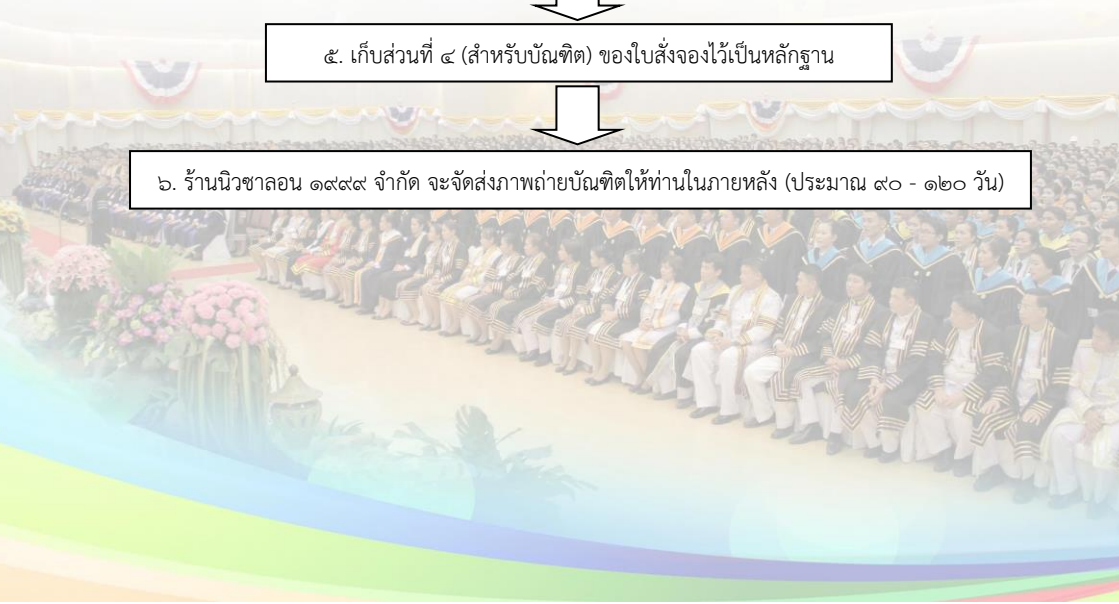 ๕. เก็บส่วนที่ ๔ (สำหรับบัณฑิต) ของใบสั่งจองไว้เป็นหลักฐาน
๖. ร้านนิวซาลอน ๑๙๙๙ จำกัด จะจัดส่งภาพถ่ายบัณฑิตให้ท่านในภายหลัง (ประมาณ ๙๐ - ๑๒๐ วัน)